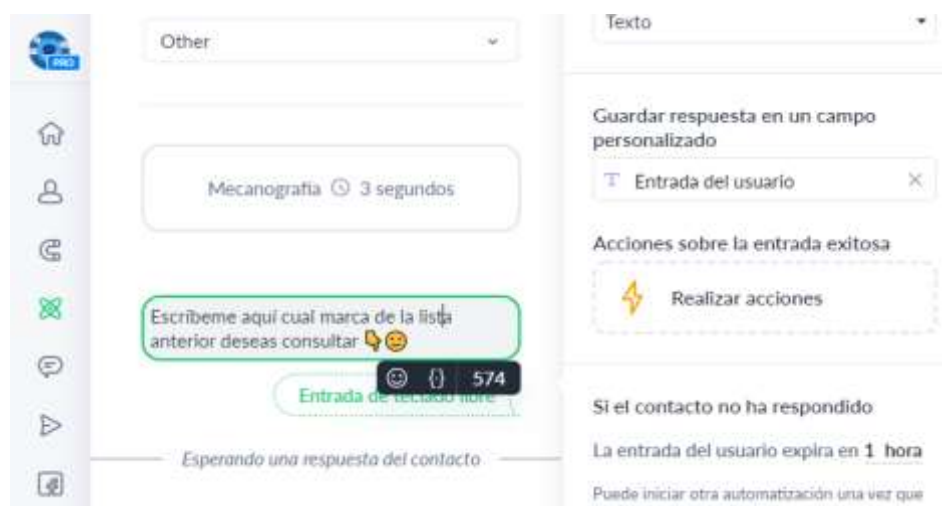 PRO
Other
Mecanografía 3 segundos
Escríbeme aquí cual marca de la lista
anterior deseas consultar
574
Entrada de teclado libre
Esperando una respuesta del contacto
Texto
Guardar respuesta en un campo
personalizado
T Entrada del usuario
Acciones sobre la entrada exitosa
Realizar acciones
Si el contacto no ha respondido
La entrada del usuario expira en 1 hora
Puede iniciar otra automatización una vez que